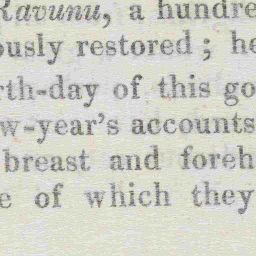 Ravunu, a hundre
ously restored ; he
rth-day of this go
w-year's accounts
breast and foreh
e of which they